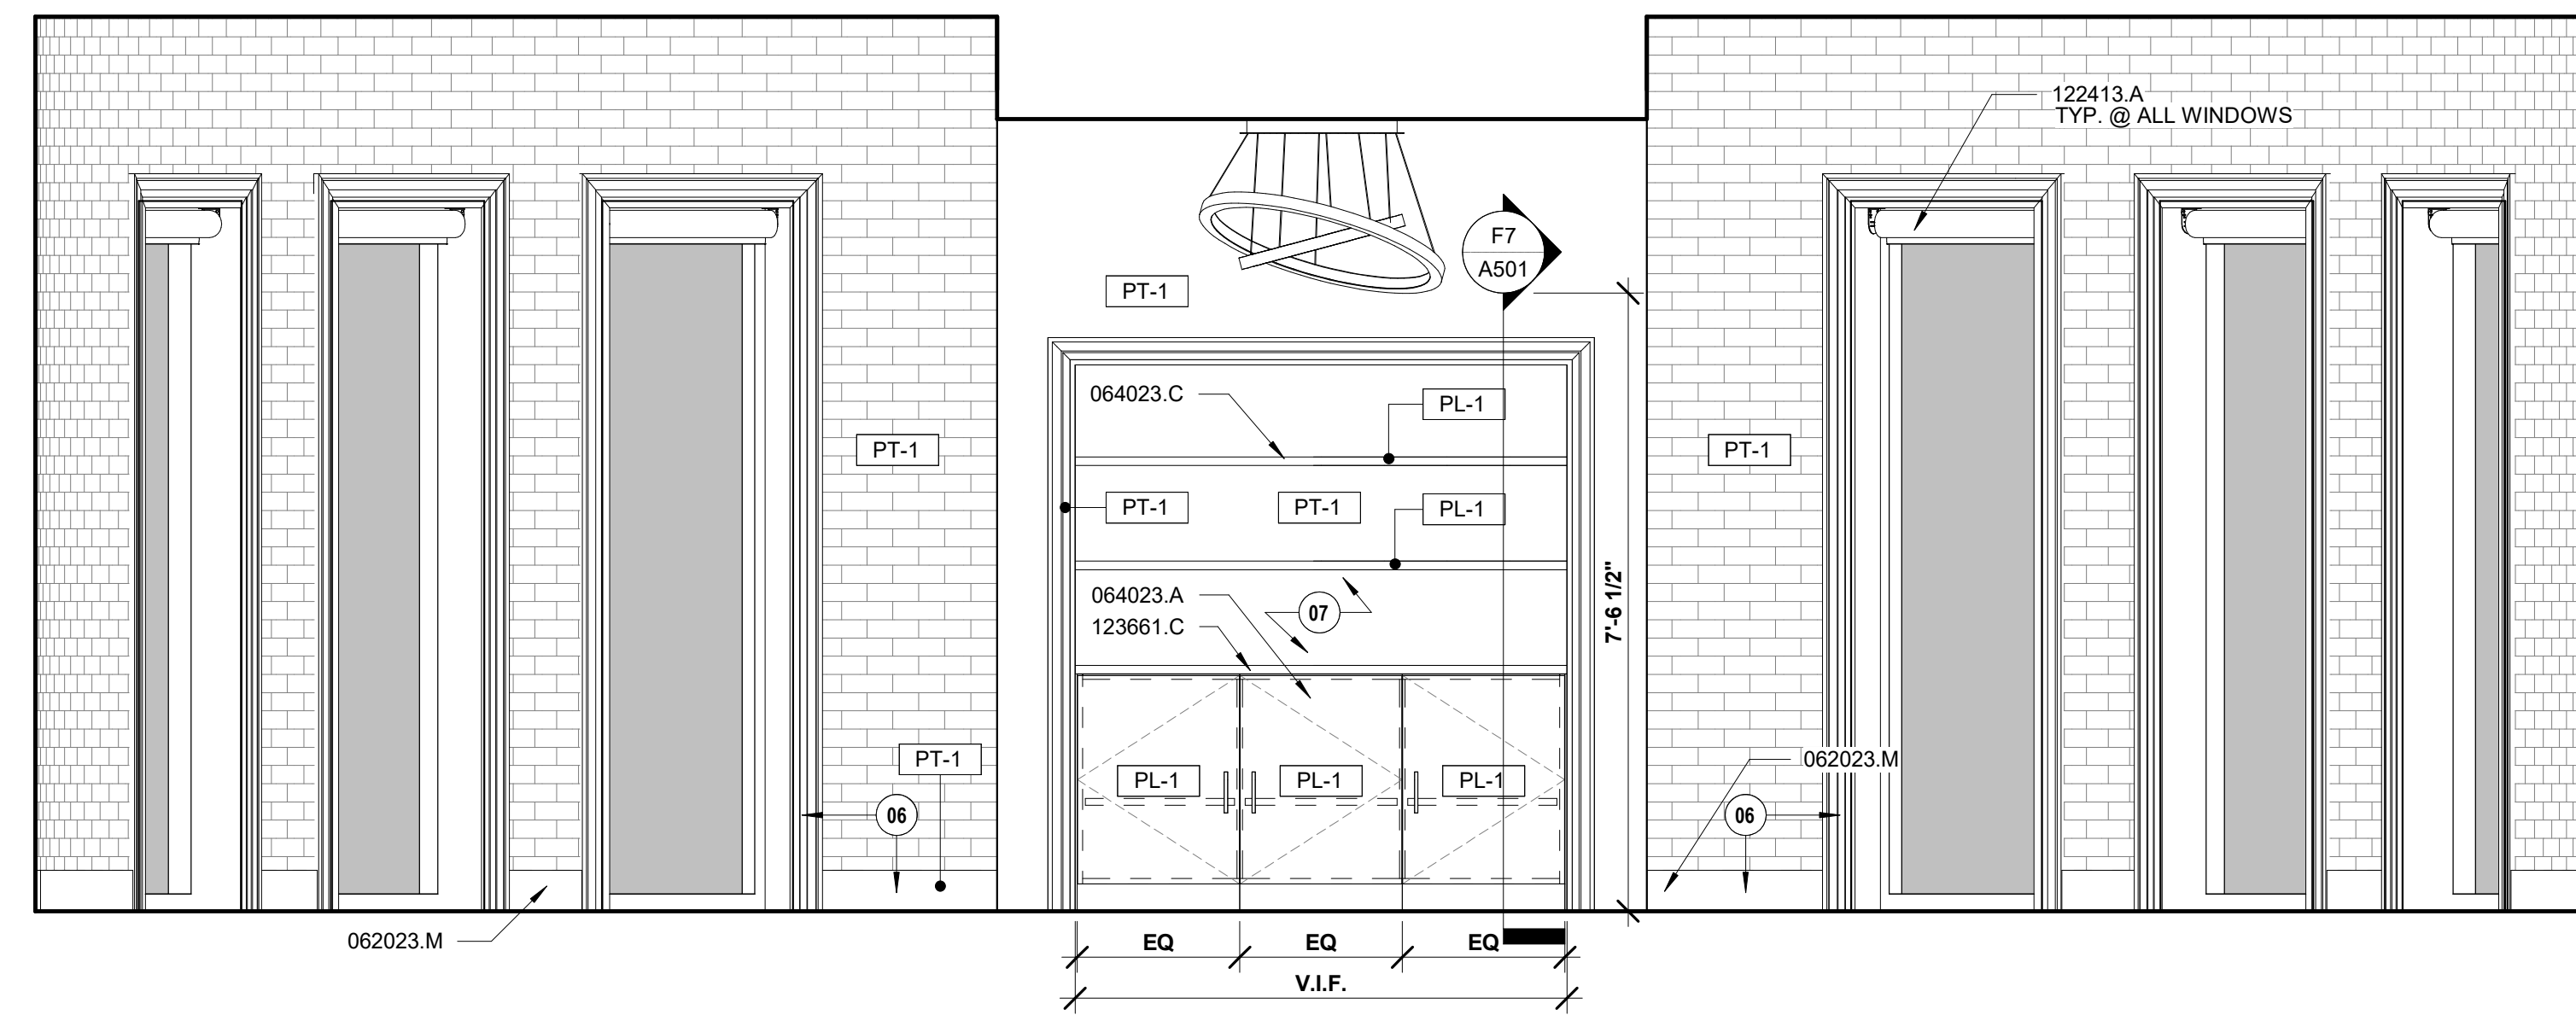 122413.A
TYP. @ ALL WINDOWS
F7
A501
PT-1
064023.C
PL-1
PT-1
PT-1
PT-1
PT-1
PL-1
7'-6 1/2"
064023.A
07
123661.C
PT-1
062023.M
PL-1
PL-1
PL-1
06
06
062023.M
EQ
EQ
EQ
V.I.F.